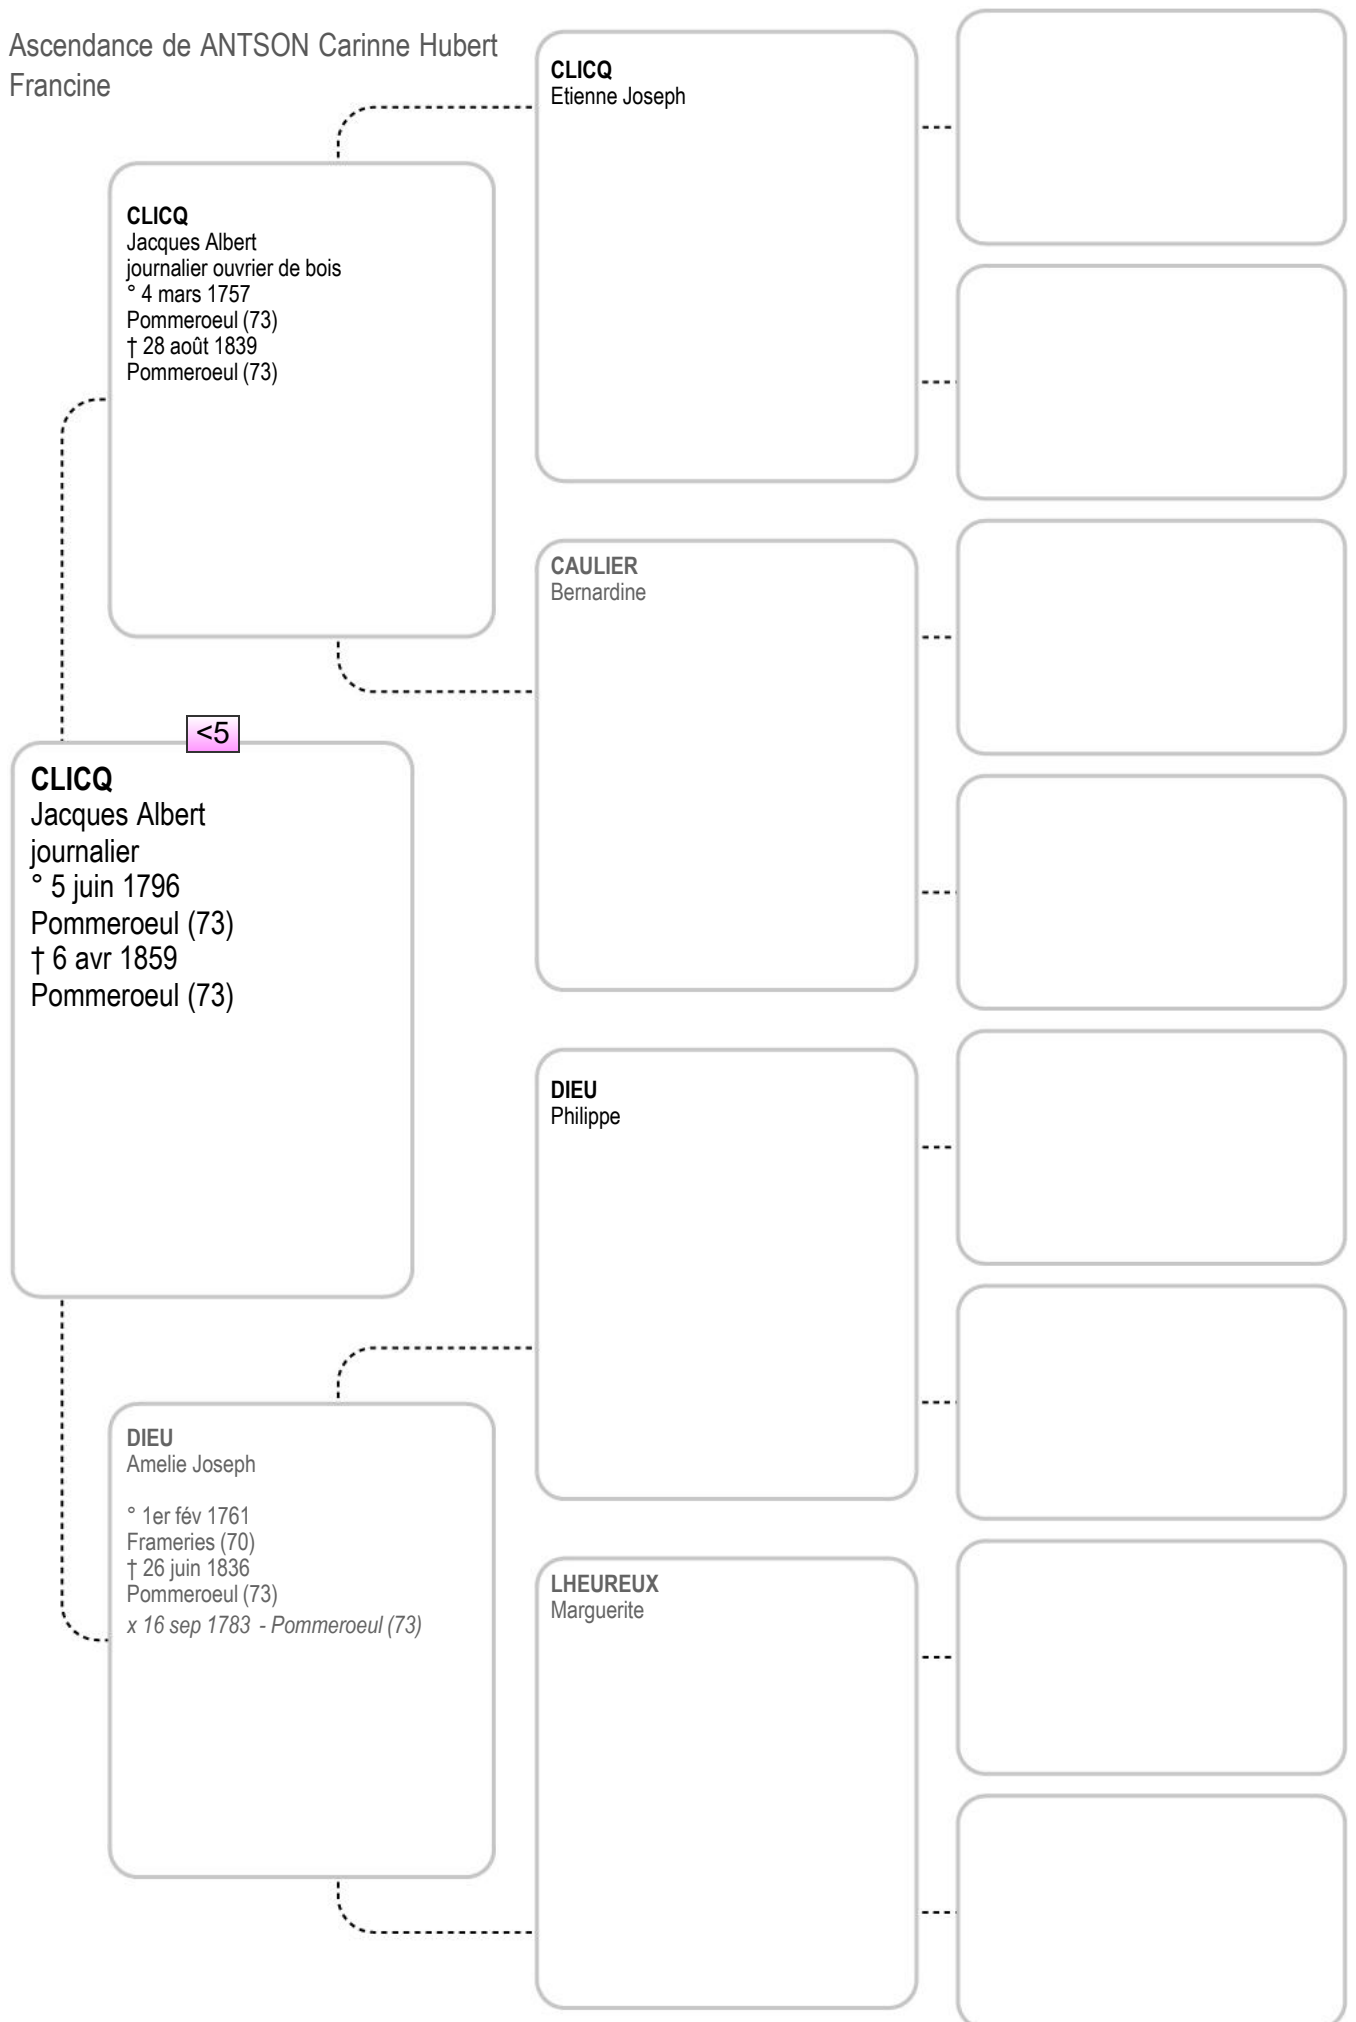 Ascendance de ANTSON Carinne Hubert
Francine
CLICQ
Etienne Joseph
CLICQ
Jacques Albert
journalier ouvrier de bois
° 4 mars 1757
Pommeroeul (73)
† 28 août 1839
Pommeroeul (73)
CAULIER
Bernardine
<5
CLICQ
Jacques Albert
journalier
° 5 juin 1796
Pommeroeul (73)
† 6 avr 1859
Pommeroeul (73)
DIEU
Philippe
DIEU
Amelie Joseph
° 1er fév 1761
Frameries (70)
† 26 juin 1836
Pommeroeul (73)
x 16 sep 1783 - Pommeroeul (73)
LHEUREUX
Marguerite